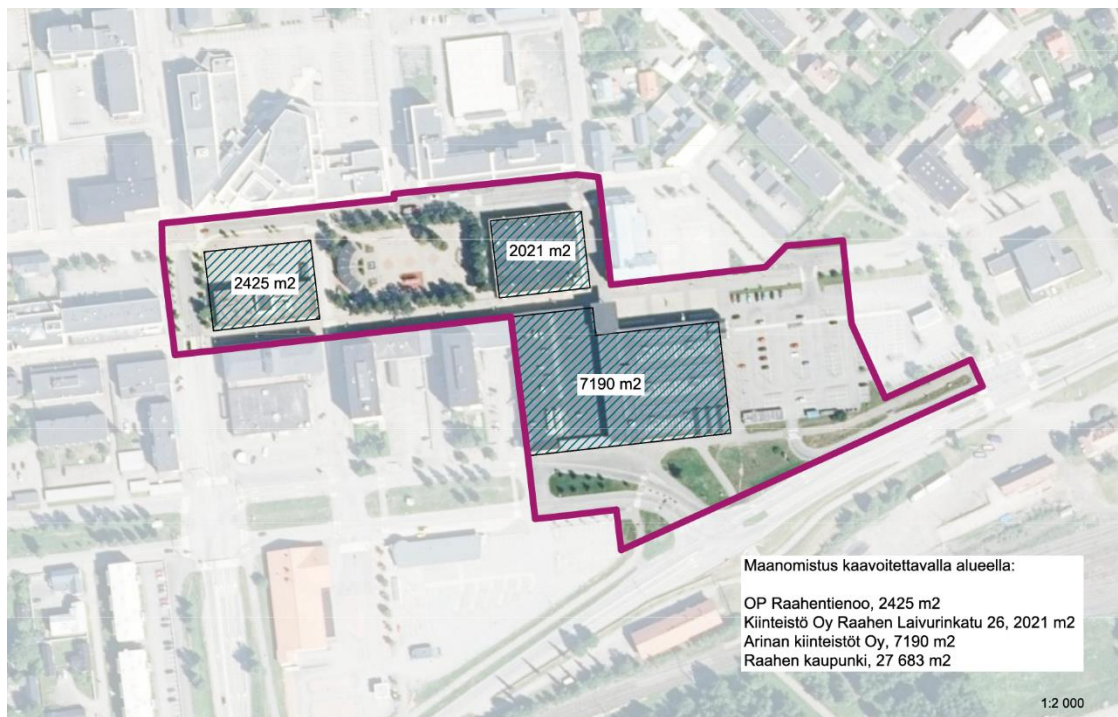 2425 m2
2021 m2
7190 m2
Maanomistus kaavoitettavalla alueella:
OP Raahentienoo, 2425 m2
Kiinteistö Oy Raahen Laivurinkatu 26, 2021 m2
Arinan kiinteistöt Oy, 7190 m2
Raahen kaupunki, 27 683 m2
1:2 000